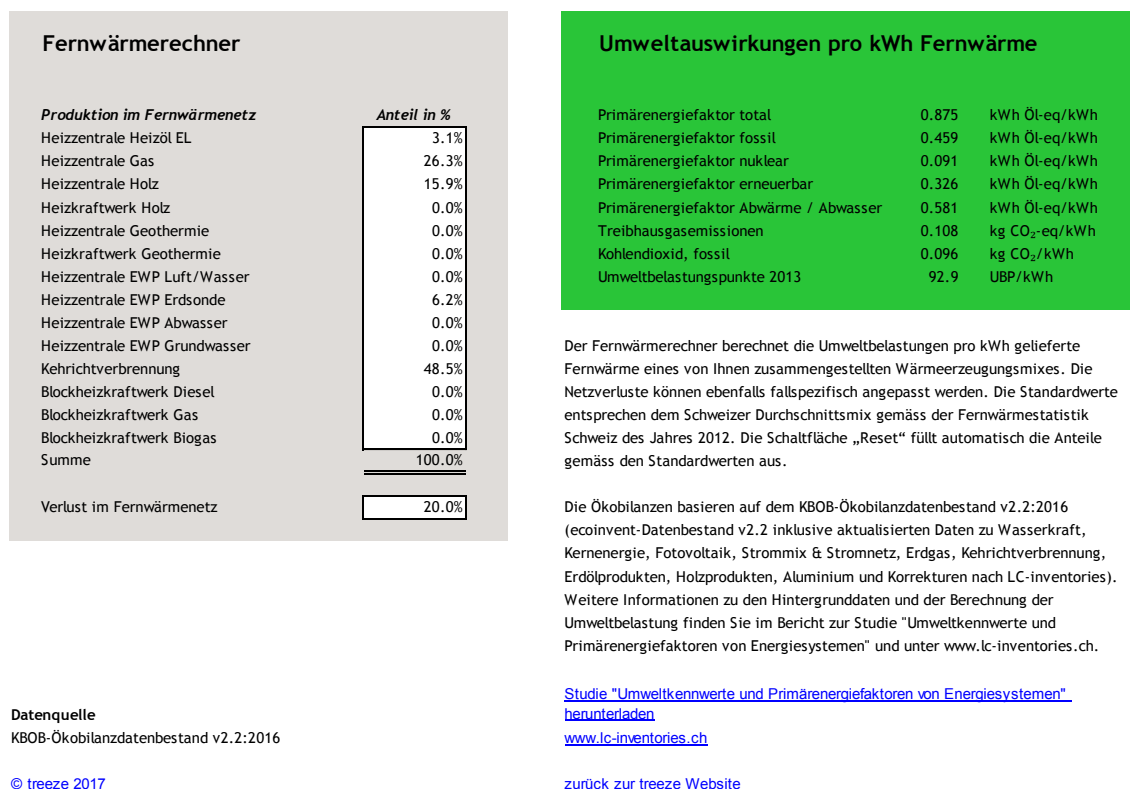 Fernwärmerechner
Produktion im Fernwärmenetz Anteil in %
Heizzentrale Heizöl EL 3.1%
Heizzentrale Gas 26.3%
Heizzentrale Holz 15.9%
Heizkraftwerk Holz 0.0%
Heizzentrale Geothermie 0.0%
Heizkraftwerk Geothermie 0.0%
Heizzentrale EWP Luft/Wasser 0.0%
Heizzentrale EWP Erdsonde 6.2%
Heizzentrale EWP Abwasser 0.0%
Heizzentrale EWP Grundwasser 0.0%
Kehrichtverbrennung 48.5%
Blockheizkraftwerk Diesel 0.0%
Blockheizkraftwerk Gas 0.0%
Blockheizkraftwerk Biogas 0.0%
Summe 100.0%
Verlust im Fernwärmenetz 20.0%
Datenquelle
KBOB-Ökobilanzdatenbestand v2.2:2016
© treeze 2017
Umweltauswirkungen pro kWh Fernwärme
Primärenergiefaktor total 0.875 kWh Öl-eq/kWh
Primärenergiefaktor fossil 0.459 kWh Öl-eq/kWh
Primärenergiefaktor nuklear 0.091 kWh Öl-eq/kWh
Primärenergiefaktor erneuerbar 0.326 kWh Öl-eq/kWh
Primärenergiefaktor Abwärme / Abwasser 0.581 kWh Öl-eq/kWh
Treibhausgasemissionen 0.108 kg CO₂-eq/kWh
Kohlendioxid, fossil 0.096 kg CO₂/kWh
Umweltbelastungspunkte 2013 92.9 UBP/kWh
Der Fernwärmerechner berechnet die Umweltbelastungen pro kWh gelieferte
Fernwärme eines von Ihnen zusammengestellten Wärmeerzeugungsmixes. Die
Netzverluste können ebenfalls fallspezifisch angepasst werden. Die Standardwerte
entsprechen dem Schweizer Durchschnittsmix gemäss der Fernwärmestatistik
Schweiz des Jahres 2012. Die Schaltfläche „Reset“ füllt automatisch die Anteile
gemäss den Standardwerten aus.
Die Ökobilanzen basieren auf dem KBOB-Ökobilanzdatenbestand v2.2:2016
(ecoinvent-Datenbestand v2.2 inklusive aktualisierten Daten zu Wasserkraft,
Kernenergie, Fotovoltaik, Strommix & Stromnetz, Erdgas, Kehrichtverbrennung,
Erdölprodukten, Holzprodukten, Aluminium und Korrekturen nach LC-inventories).
Weitere Informationen zu den Hintergrunddaten und der Berechnung der
Umweltbelastung finden Sie im Bericht zur Studie "Umweltkennwerte und
Primärenergiefaktoren von Energiesystemen" und unter www.lc-inventories.ch.
Studie "Umweltkennwerte und Primärenergiefaktoren von Energiesystemen"
herunterladen
www.lc-inventories.ch
zurück zur treeze Website